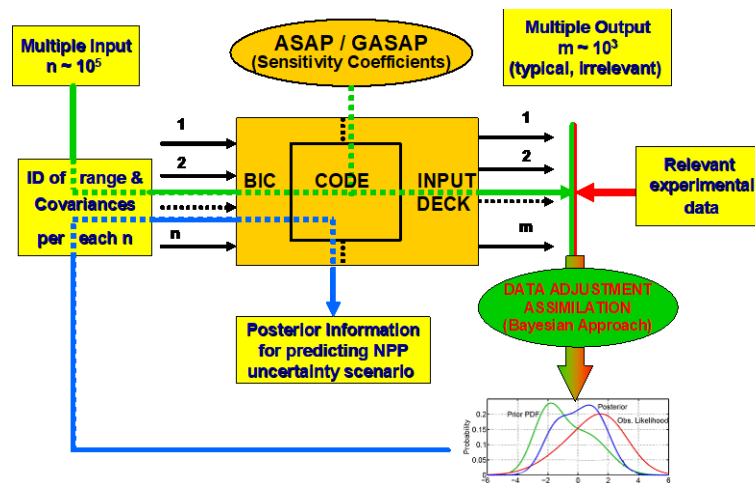 Multiple Input
n ~ 10⁵
ASAP / GASAP
(Sensitivity Coefficients)
Multiple Output
m ~ 10³
(typical, irrelevant)
1
2
n
ID of range &
Covariances
per each n
BIC
CODE
INPUT
DECK
1
2
m
Relevant
experimental
data
Posterior Information
for predicting NPP
uncertainty scenario
DATA ADJUSTMENT
ASSIMILATION
(Bayesian Approach)
Probability
0.2
0.15
0.1
0.05
0
Prior PDF
Posterior
Obs. Likelihood
−6
−4
−2
0
2
4
6